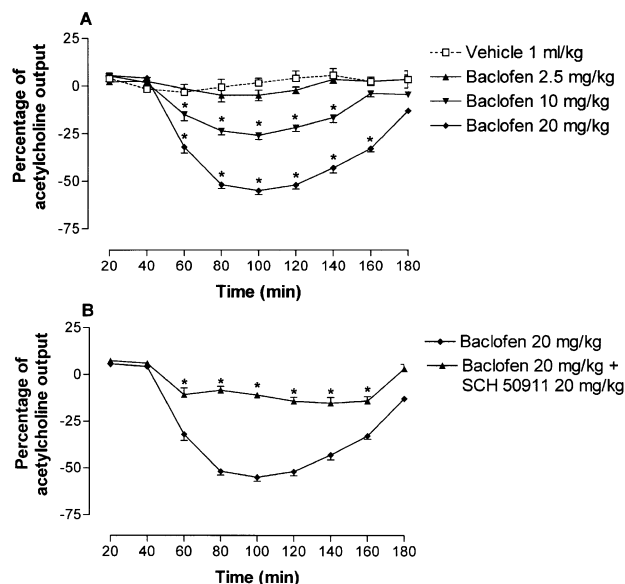 A
Percentage of
acetylcholine output
25
0
-25
-50
-75
* * * * *
* * * * * *
20 40 60 80 100 120 140 160 180
Time (min)
Vehicle 1 ml/kg
Baclofen 2.5 mg/kg
Baclofen 10 mg/kg
Baclofen 20 mg/kg
B
Percentage of
acetylcholine output
25
0
-25
-50
-75
* * * * * *
20 40 60 80 100 120 140 160 180
Time (min)
Baclofen 20 mg/kg
Baclofen 20 mg/kg +
SCH 50911 20 mg/kg